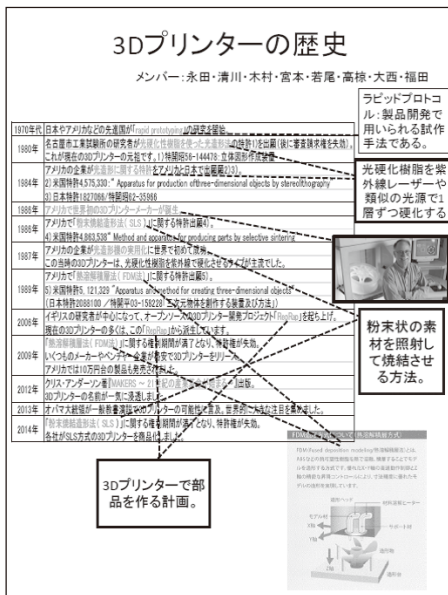 3Dプリンターの歴史
メンバー:永田・清川・木村・宮本・若尾・高椋・大西・福田
ラピッドプロトコ
ル:製品開発で
用いられる試作
手法である。
1970年代 日本やアメリカなどの先進国が「rapid prototyping」の研究を開始。
1980年 名古屋市工業試験所の研究者が光硬化性樹脂を使った光造形法の特許1)を出願(後に審査請求権を失効)。
これが現在の3Dプリンターの元祖です。1)特開昭56-144478:立体図形作成装置
1984年 アメリカの企業が光造形に関する特許をアメリカと日本で出願2)3)。
2)米国特許4,575,330:" Apparatus for production ofthree-dimensional objects by stereolithography
3)日本特許1827066/特開昭62-35966
光硬化樹脂を紫
外線レーザーや
類似の光源で1
層ずつ硬化する
1986年 アメリカで世界初の3Dプリンターメーカーが誕生。
1986年 アメリカで「粉末焼結造形法(SLS)」に関する特許出願4)。
4)米国特許4,863,538" Method and apparatus for producing parts by selective sintering
1987年 アメリカの企業が光造形機の実用化に世界で初めて成功。
この当時の3Dプリンターは、光硬化性樹脂を紫外線で硬化させるタイプが主流でした。
1989年 アメリカで「熱溶解積層法(FDM法)」に関する特許出願5)。
5)米国特許5,121,329 "Apparatus and method for creating three-dimensional objects"
(日本特許2088100/特開平03-158228「三次元物体を創作する装置及び方法」)
2006年 イギリスの研究者が中心になって、オープンソースの3Dプリンター開発プロジェクト「RepRap」を起ち上げ。
現在の3Dプリンターの多くは、この「RepRap」から派生しています。
粉末状の素
材を照射し
て焼結させ
る方法。
2009年 「熱溶解積層法(FDM法)」に関する権利期間が満了となり、特許権が失効。
いくつものメーカーやベンチャー企業が格安で3Dプリンターをリリース。
アメリカでは10万円台の製品も発売されました。
2012年 クリス・アンダーソン著『MAKERS ~21世紀の産業革命が始まる~』出版。
3Dプリンターの名前が一気に浸透しました。
2013年 オバマ大統領が一般教書演説で3Dプリンターの可能性に言及。世界的に大きな注目を集めました。
2014年 「粉末焼結造形法(SLS)」に関する権利期間が満了となり、特許権が失効。
各社がSLS方式の3Dプリンターを商品化しました。
3Dプリンターで部
品を作る計画。
造形ヘッド
材料溶解ヒーター
モデル材
X軸
Y軸
サポート材
造形物
Z軸
造形台